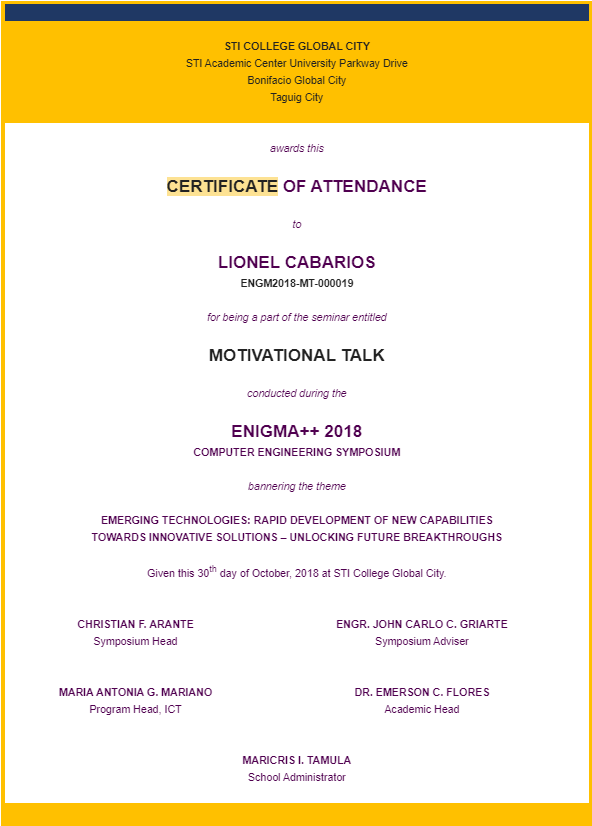 STI COLLEGE GLOBAL CITY
STI Academic Center University Parkway Drive
Bonifacio Global City
Taguig City
awards this
CERTIFICATE OF ATTENDANCE
to
LIONEL CABARIOS
ENGM2018-MT-000019
for being a part of the seminar entitled
MOTIVATIONAL TALK
conducted during the
ENIGMA++ 2018
COMPUTER ENGINEERING SYMPOSIUM
bannering the theme
EMERGING TECHNOLOGIES: RAPID DEVELOPMENT OF NEW CAPABILITIES
TOWARDS INNOVATIVE SOLUTIONS – UNLOCKING FUTURE BREAKTHROUGHS
Given this 30th day of October, 2018 at STI College Global City.
CHRISTIAN F. ARANTE
Symposium Head
ENGR. JOHN CARLO C. GRIARTE
Symposium Adviser
MARIA ANTONIA G. MARIANO
Program Head, ICT
DR. EMERSON C. FLORES
Academic Head
MARICRIS I. TAMULA
School Administrator